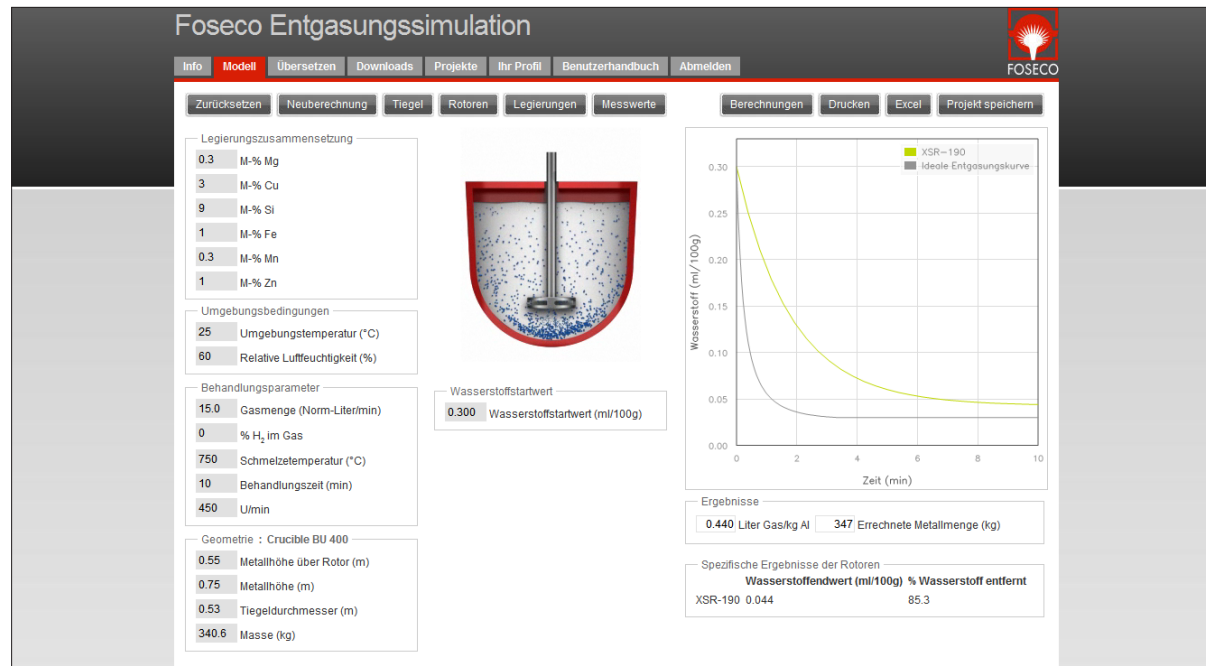 Foseco Entgasungssimulation
FOSECO
Info Modell Übersetzen Downloads Projekte Ihr Profil Benutzerhandbuch Abmelden
Zurücksetzen Neuberechnung Tiegel Rotoren Legierungen Messwerte Berechnungen Drucken Excel Projekt speichern
Legierungszusammensetzung
0.3 M-% Mg
3 M-% Cu
9 M-% Si
1 M-% Fe
0.3 M-% Mn
1 M-% Zn
Umgebungsbedingungen
25 Umgebungstemperatur (°C)
60 Relative Luftfeuchtigkeit (%)
Behandlungsparameter
15.0 Gasmenge (Norm-Liter/min)
0 % H₂ im Gas
750 Schmelzetemperatur (°C)
10 Behandlungszeit (min)
450 U/min
Geometrie : Crucible BU 400
0.55 Metallhöhe über Rotor (m)
0.75 Metallhöhe (m)
0.53 Tiegeldurchmesser (m)
340.6 Masse (kg)
Wasserstoffstartwert
0.300 Wasserstoffstartwert (ml/100g)
XSR-190
Ideale Entgasungskurve
Wasserstoff (ml/100g)
0.30
0.25
0.20
0.15
0.10
0.05
0.00
0 2 4 6 8 10
Zeit (min)
Ergebnisse
0.440 Liter Gas/kg Al 347 Errechnete Metallmenge (kg)
Spezifische Ergebnisse der Rotoren
Wasserstoffendwert (ml/100g) % Wasserstoff entfernt
XSR-190 0.044 85.3